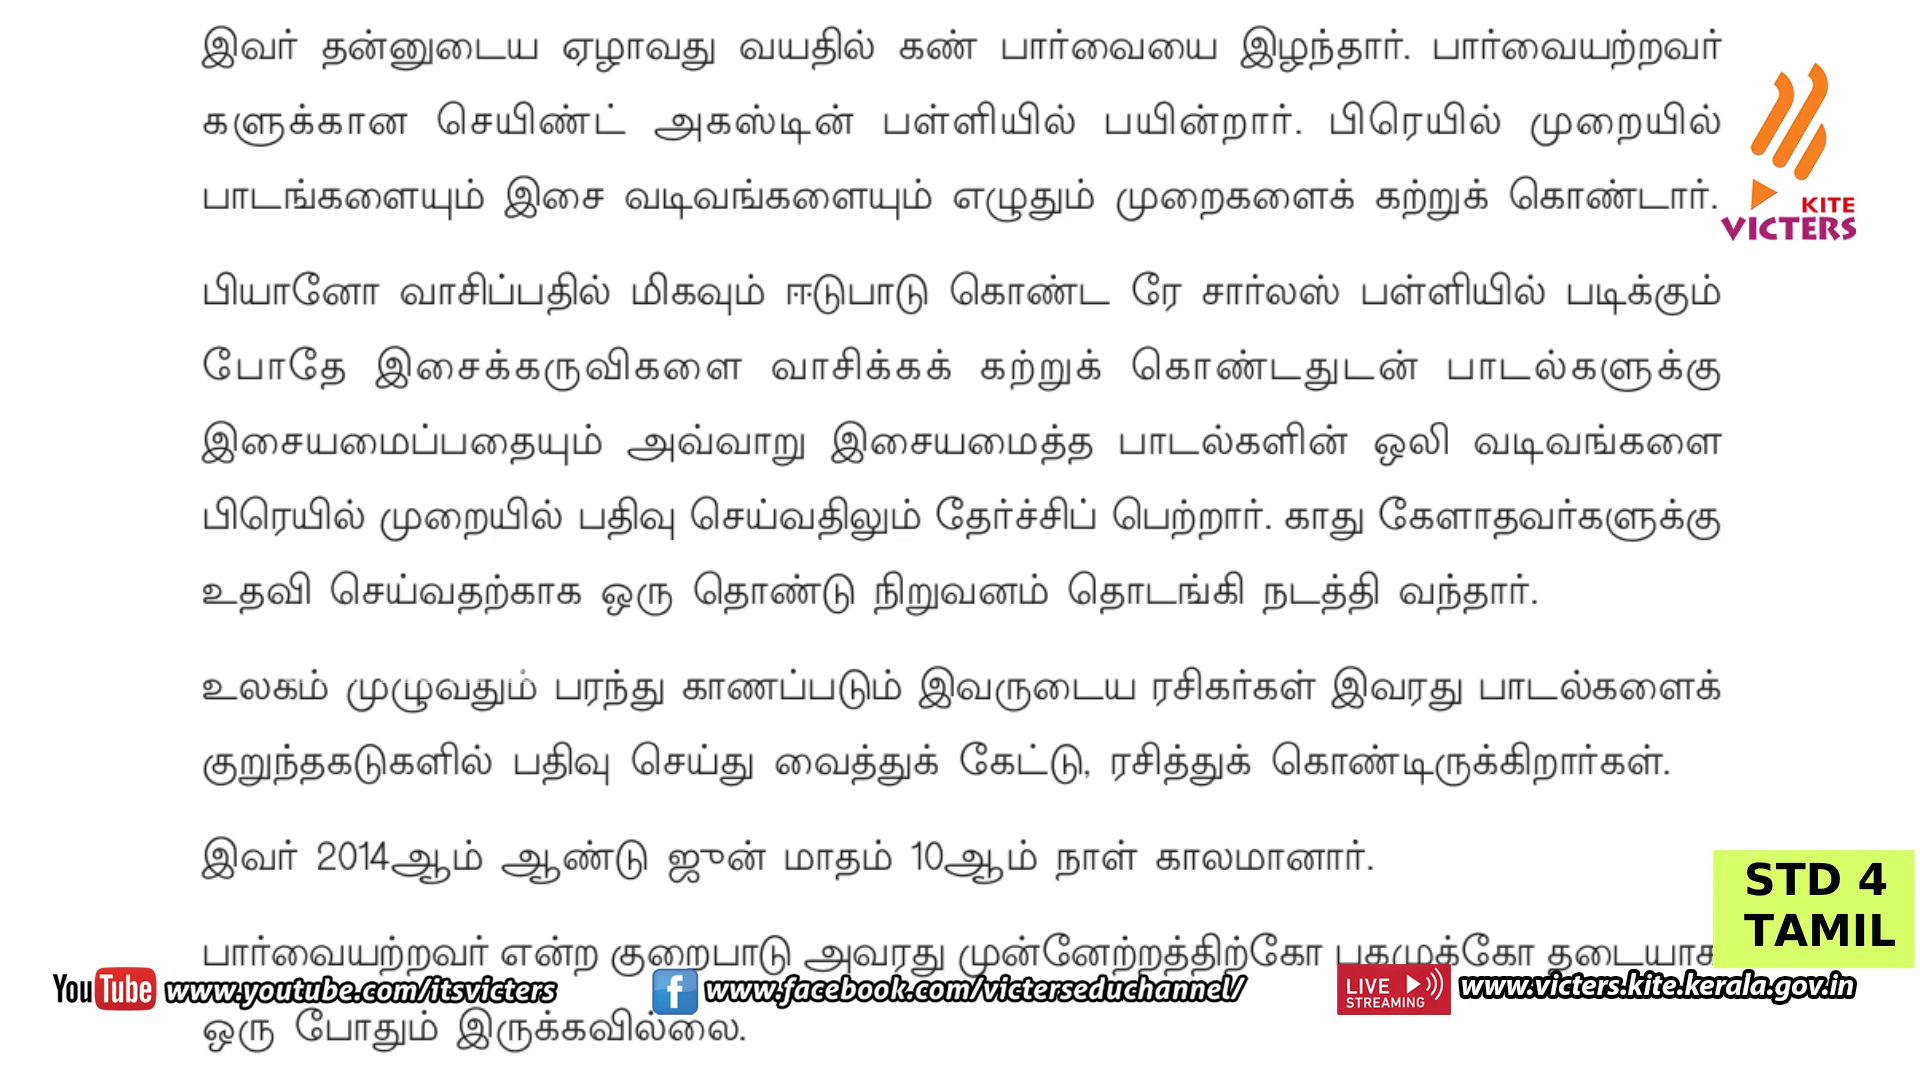 இவர் தன்னுடைய ஏழாவது வயதில் கண் பார்வையை இழந்தார். பார்வையற்றவர்
களுக்கான செயிண்ட் அகஸ்டின் பள்ளியில் பயின்றார். பிரெயில் முறையில்
பாடங்களையும் இசை வடிவங்களையும் எழுதும் முறைகளைக் கற்றுக் கொண்டார்.
KITE
VICTERS
பியானோ வாசிப்பதில் மிகவும் ஈடுபாடு கொண்ட ரே சார்லஸ் பள்ளியில் படிக்கும்
போதே இசைக்கருவிகளை வாசிக்கக் கற்றுக் கொண்டதுடன் பாடல்களுக்கு
இசையமைப்பதையும் அவ்வாறு இசையமைத்த பாடல்களின் ஒலி வடிவங்களை
பிரெயில் முறையில் பதிவு செய்வதிலும் தேர்ச்சிப் பெற்றார். காது கேளாதவர்களுக்கு
உதவி செய்வதற்காக ஒரு தொண்டு நிறுவனம் தொடங்கி நடத்தி வந்தார்.
உலகம் முழுவதும் பரந்து காணப்படும் இவருடைய ரசிகர்கள் இவரது பாடல்களைக்
குறுந்தகடுகளில் பதிவு செய்து வைத்துக் கேட்டு, ரசித்துக் கொண்டிருக்கிறார்கள்.
இவர் 2014ஆம் ஆண்டு ஜுன் மாதம் 10ஆம் நாள் காலமானார்.
STD 4
TAMIL
பார்வையற்றவர் என்ற குறைபாடு அவரது முன்னேற்றத்திற்கோ புகழுக்கோ தடையாக
YouTube www.youtube.com/itsvicters f www.facebook.com/victerseduchannel/ LIVE STREAMING www.victers.kite.kerala.gov.in
ஒரு போதும் இருக்கவில்லை.